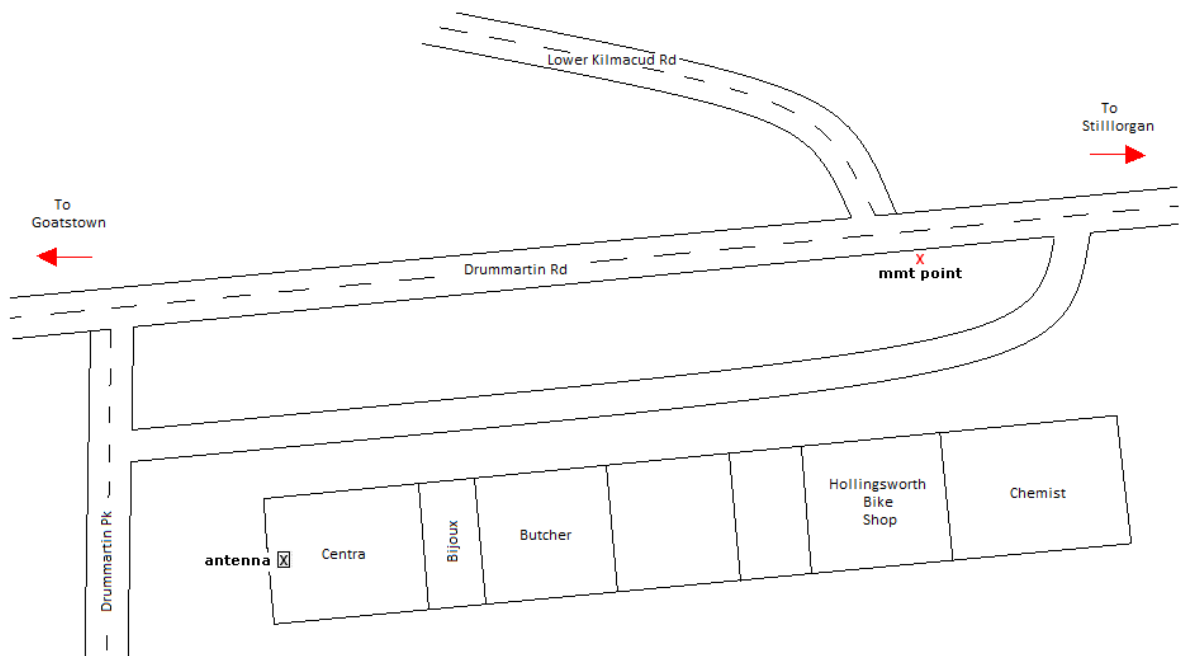 Lower Kilmacud Rd
To
Stilllorgan
To
Goatstown
Drummartin Rd
X
mmt point
Hollingsworth
Bike
Shop
Chemist
Butcher
Bijoux
Centra
antenna X
Drummartin Pk